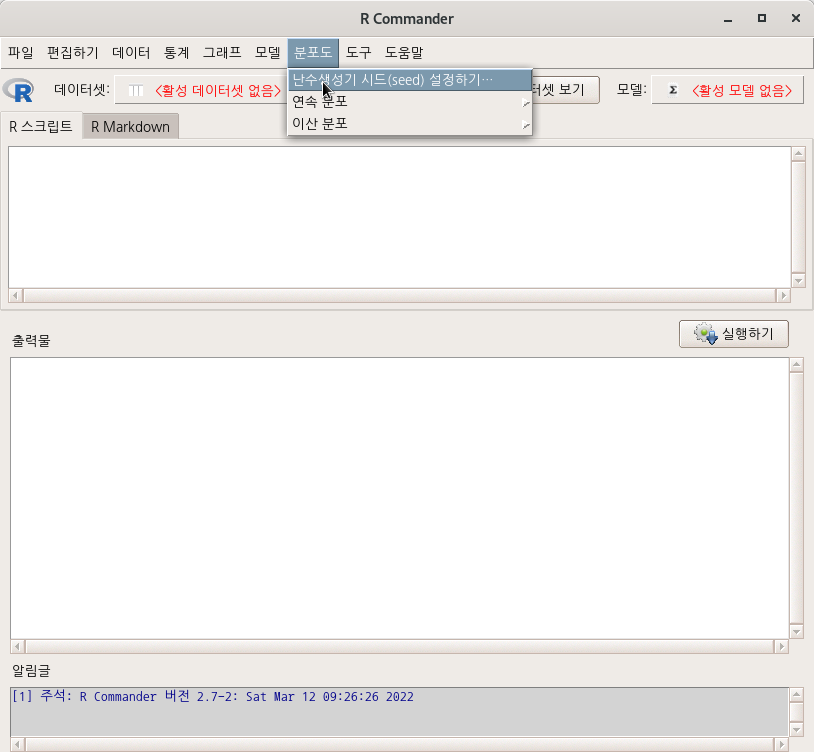 R Commander
파일 편집하기 데이터 통계 그래프 모델 분포도 도구 도움말
난수생성기 시드(seed) 설정하기...
R 데이터셋: <활성 데이터셋 없음> 터셋 보기 모델: Σ <활성 모델 없음>
연속 분포
이산 분포
R 스크립트 R Markdown
실행하기
출력물
알림글
[1] 주석: R Commander 버전 2.7-2: Sat Mar 12 09:26:26 2022